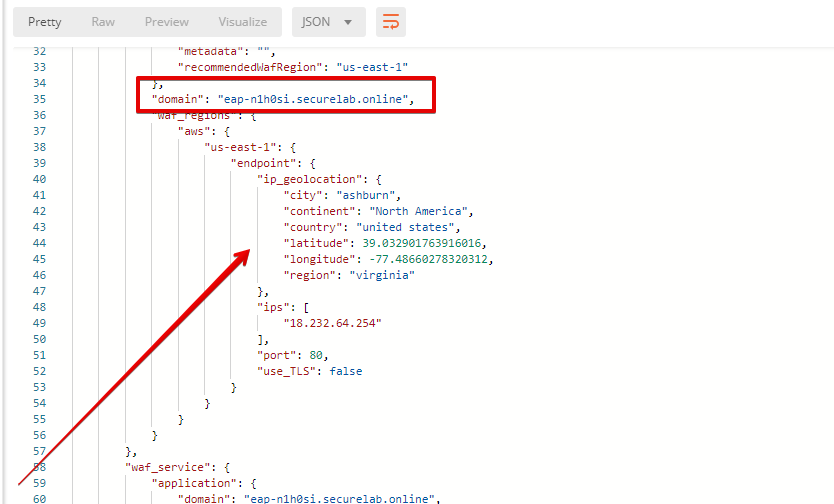 Pretty Raw Preview Visualize JSON
32 "metadata": "",
33 "recommendedWafRegion": "us-east-1"
34 },
35 "domain": "eap-n1h0si.securelab.online",
36 "waf_regions": {
37 "aws": {
38 "us-east-1": {
39 "endpoint": {
40 "ip_geolocation": {
41 "city": "ashburn",
42 "continent": "North America",
43 "country": "united states",
44 "latitude": 39.032901763916016,
45 "longitude": -77.48660278320312,
46 "region": "virginia"
47 },
48 "ips": [
49 "18.232.64.254"
50 ],
51 "port": 80,
52 "use_TLS": false
53 }
54 }
55 }
56 }
57 },
58 "waf_service": {
59 "application": {
60 "domain": "eap-n1h0si.securelab.online",